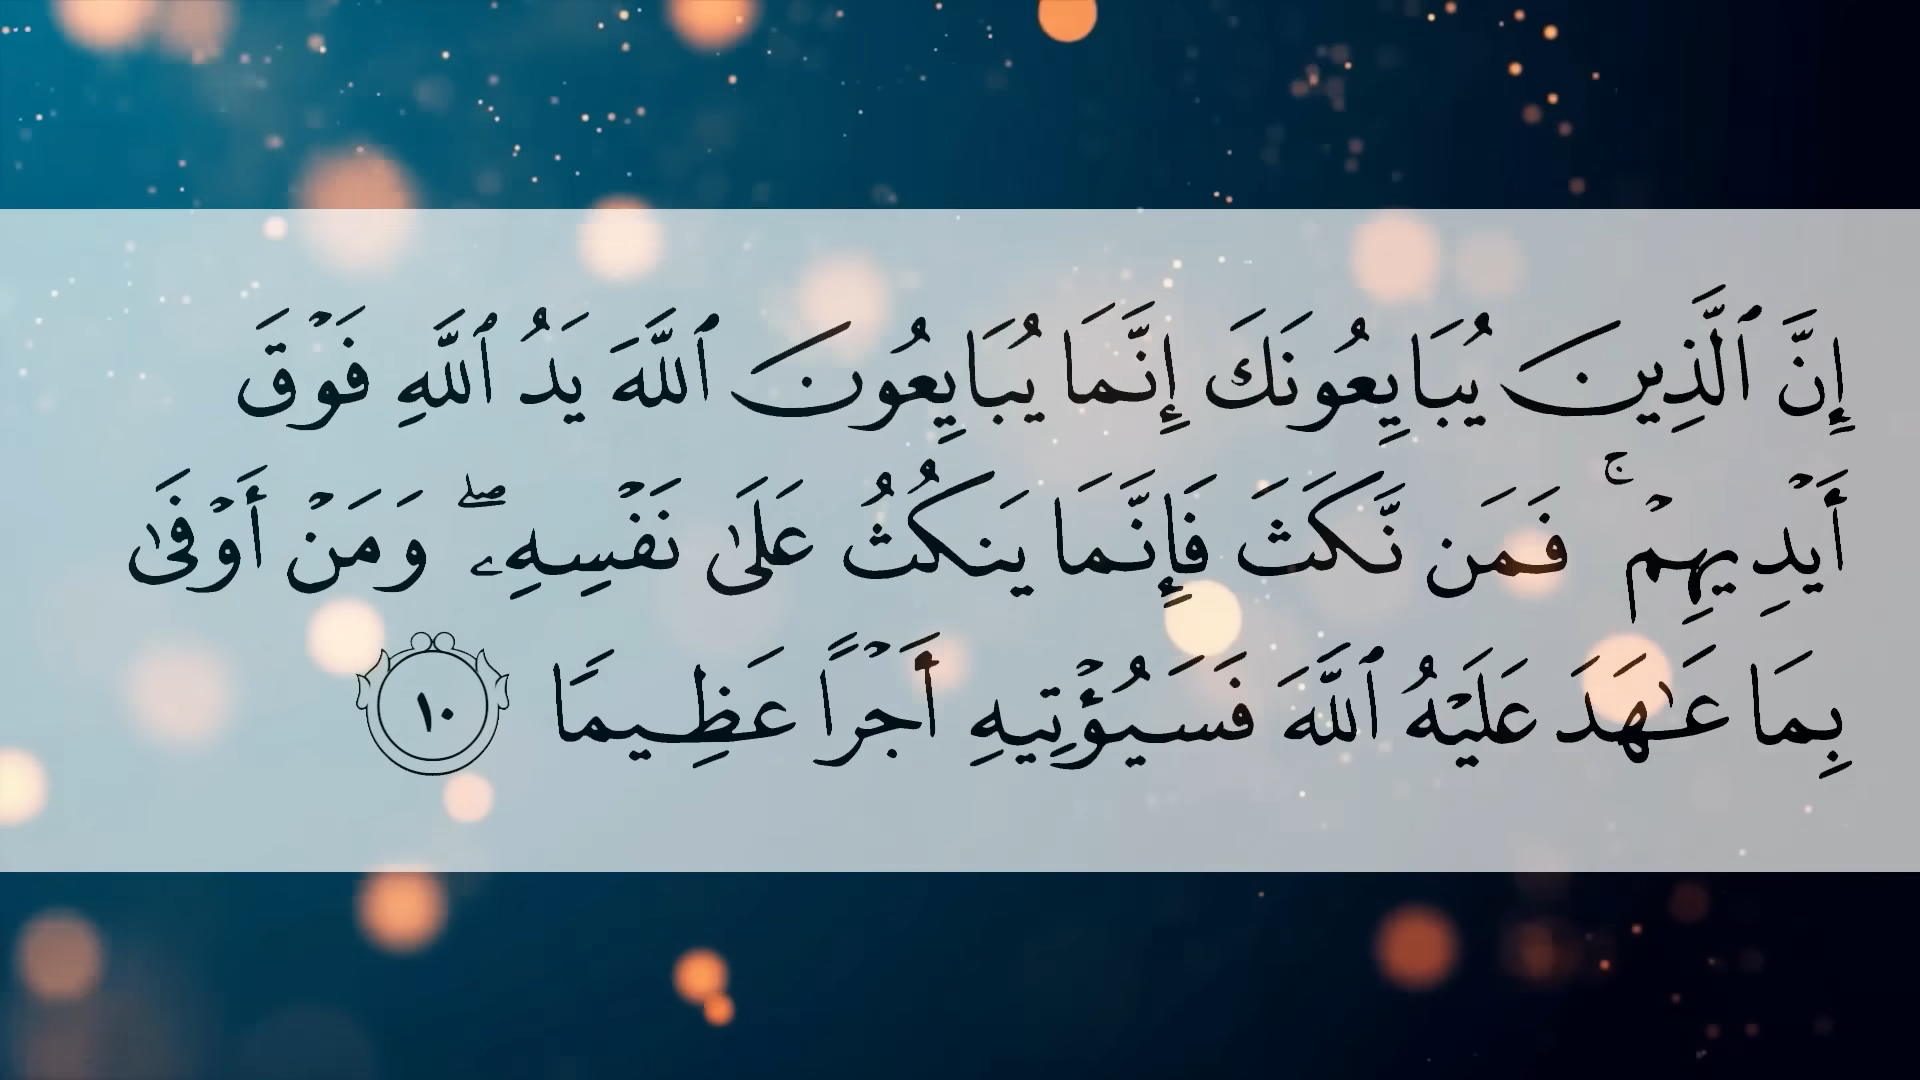 إِنَّ ٱلَّذِينَ يُبَايِعُونَكَ إِنَّمَا يُبَايِعُونَ ٱللَّهَ يَدُ ٱللَّهِ فَوۡقَ
أَيۡدِيهِمۡۚ فَمَن نَّكَثَ فَإِنَّمَا يَنكُثُ عَلَىٰ نَفۡسِهِۦۖ وَمَنۡ أَوۡفَىٰ
بِمَا عَٰهَدَ عَلَيۡهُ ٱللَّهَ فَسَيُؤۡتِيهِ أَجۡرًا عَظِيمٗا ١٠